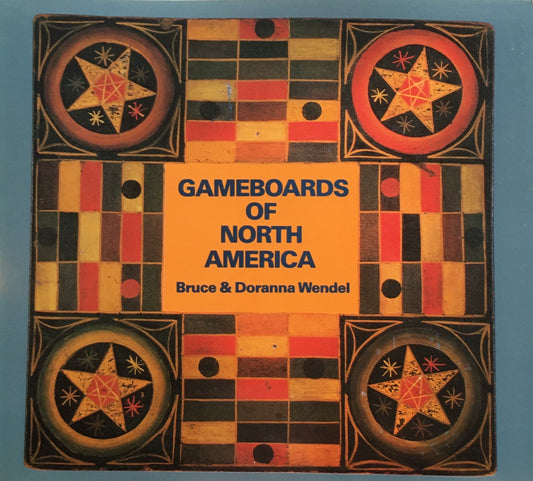 GAMEBOARDS
OF
NORTH
AMERICA
Bruce & Doranna Wendel